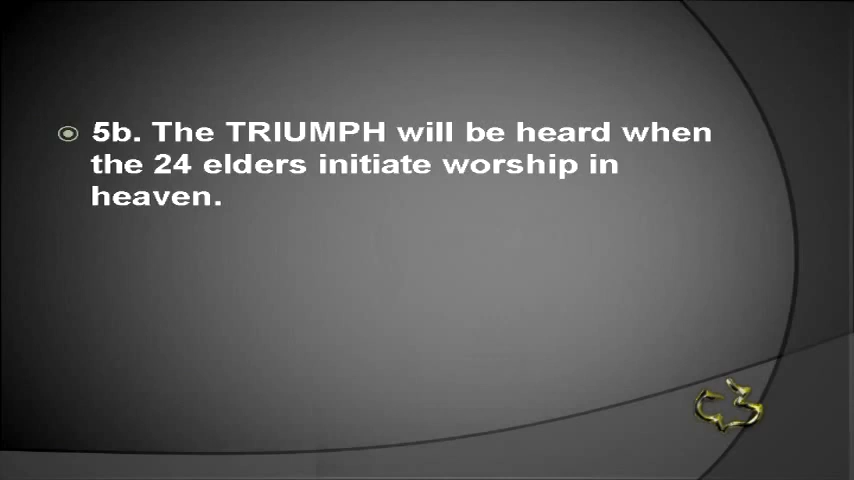 5b. The TRIUMPH will be heard when
the 24 elders initiate worship in
heaven.